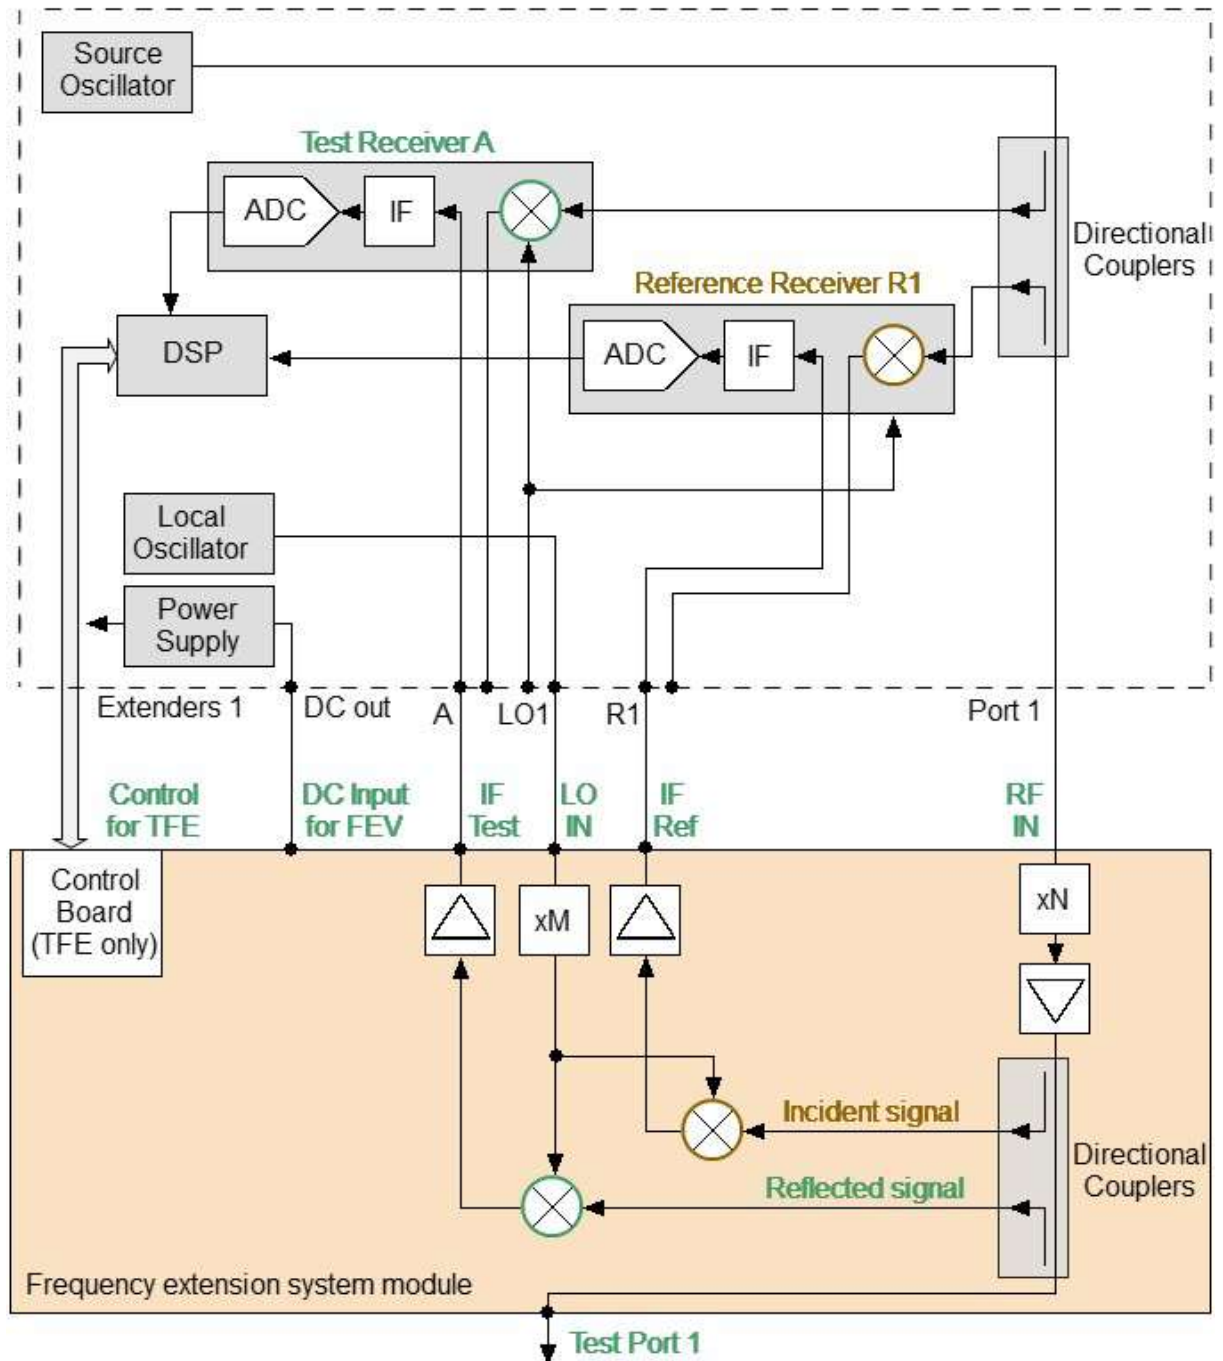 Source
Oscillator
Test Receiver A
ADC
IF
Directional
Couplers
Reference Receiver R1
DSP
ADC
IF
Local
Oscillator
Power
Supply
Extenders 1
DC out
A
LO1
R1
Port 1
Control
for TFE
DC Input
for FEV
IF
Test
LO
IN
IF
Ref
RF
IN
Control
Board
(TFE only)
xM
xN
Incident signal
Directional
Couplers
Reflected signal
Frequency extension system module
Test Port 1